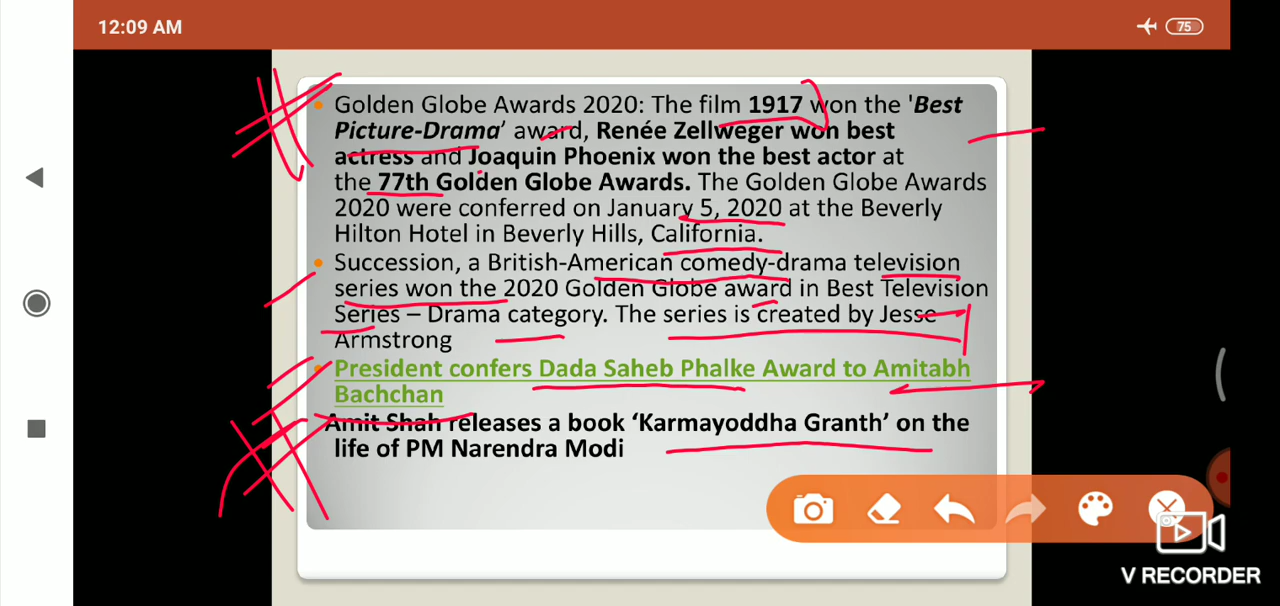 12:09 AM
75
• Golden Globe Awards 2020: The film 1917 won the 'Best
Picture-Drama' award, Renée Zellweger won best
actress and Joaquin Phoenix won the best actor at
the 77th Golden Globe Awards. The Golden Globe Awards
2020 were conferred on January 5, 2020 at the Beverly
Hilton Hotel in Beverly Hills, California.
• Succession, a British-American comedy-drama television
series won the 2020 Golden Globe award in Best Television
Series – Drama category. The series is created by Jesse
Armstrong
• President confers Dada Saheb Phalke Award to Amitabh
Bachchan
Amit Shah releases a book ‘Karmayoddha Granth’ on the
life of PM Narendra Modi
V RECORDER